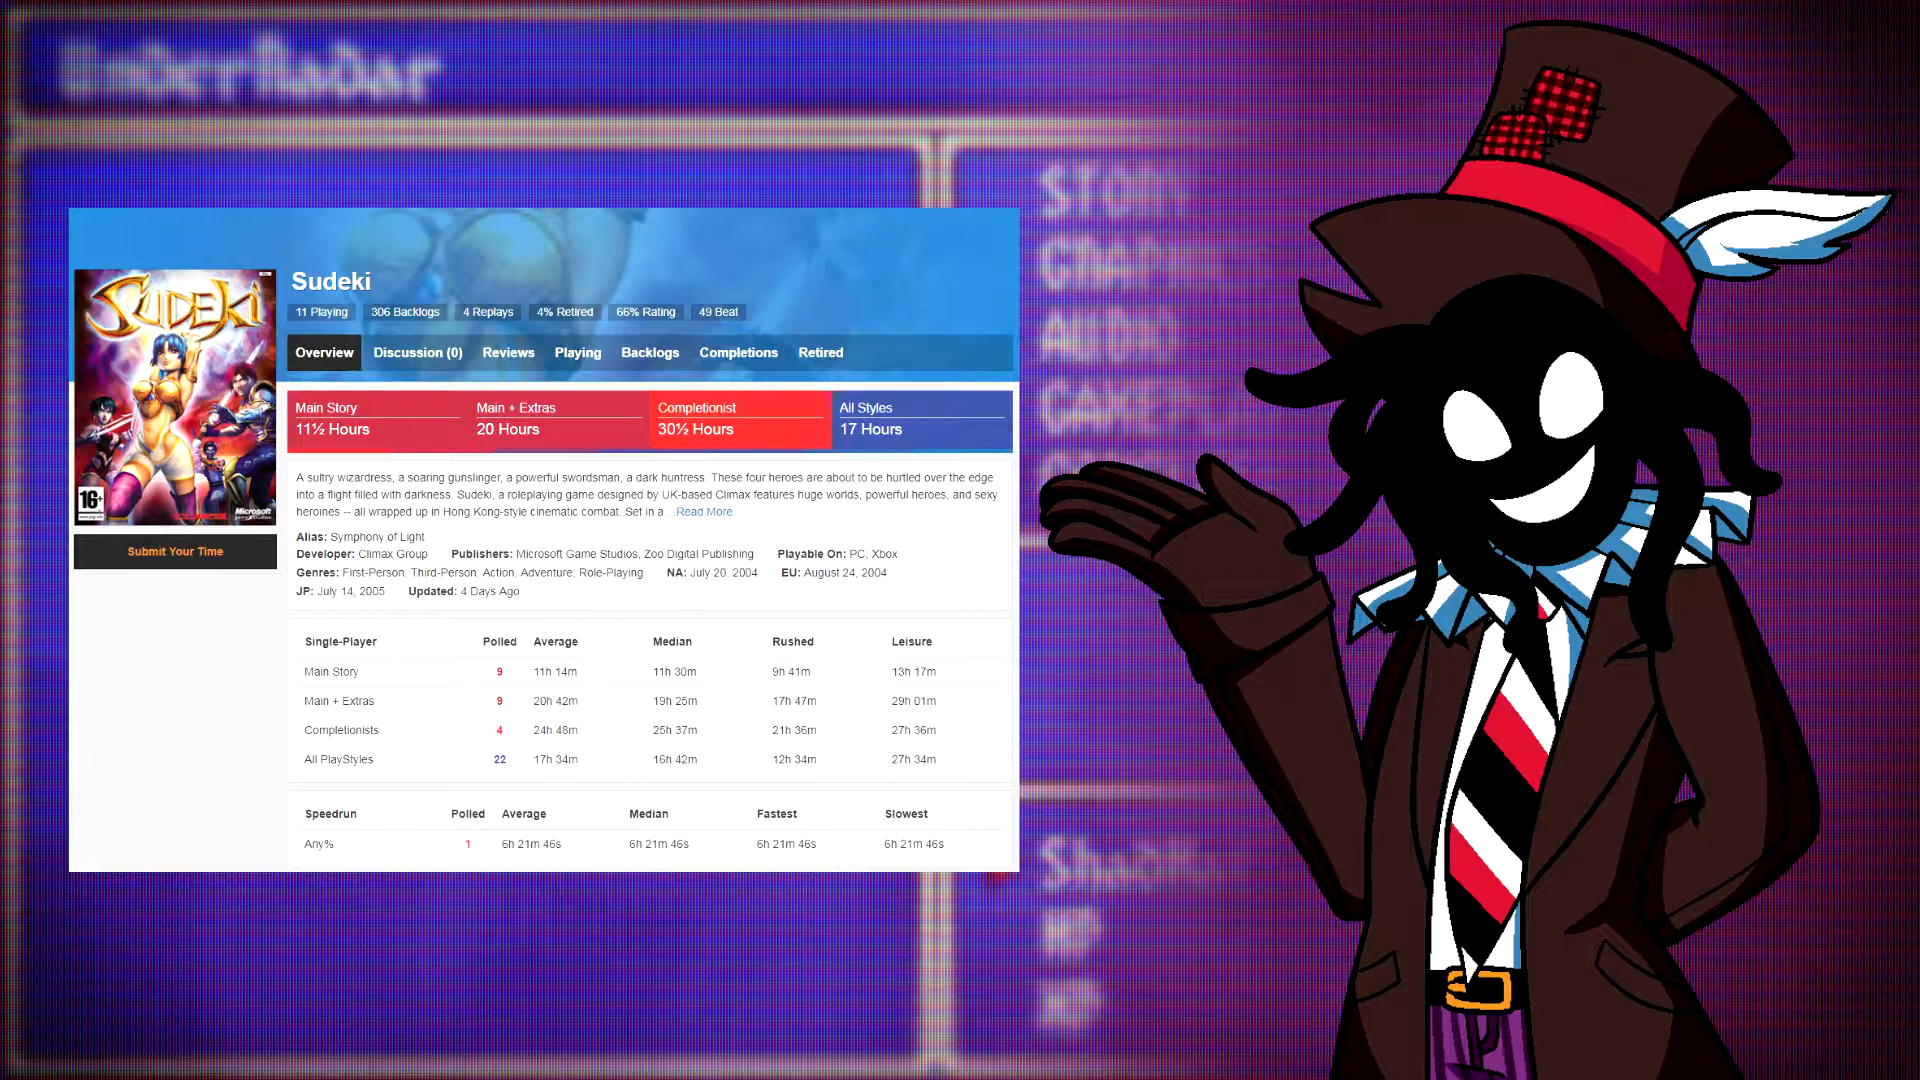 SUDEKI
16+
Microsoft
game studios
Submit Your Time
Sudeki
11 Playing 306 Backlogs 4 Replays 4% Retired 66% Rating 49 Beat
Overview Discussion (0) Reviews Playing Backlogs Completions Retired
Main Story Main + Extras Completionist All Styles
11½ Hours 20 Hours 30½ Hours 17 Hours
A sultry wizardress, a soaring gunslinger, a powerful swordsman, a dark huntress. These four heroes are about to be hurtled over the edge
into a flight filled with darkness. Sudeki, a roleplaying game designed by UK-based Climax features huge worlds, powerful heroes, and sexy
heroines -- all wrapped up in Hong Kong-style cinematic combat. Set in a ...Read More
Alias: Symphony of Light
Developer: Climax Group Publishers: Microsoft Game Studios, Zoo Digital Publishing Playable On: PC, Xbox
Genres: First-Person, Third-Person, Action, Adventure, Role-Playing NA: July 20, 2004 EU: August 24, 2004
JP: July 14, 2005 Updated: 4 Days Ago
Single-Player Polled Average Median Rushed Leisure
Main Story 9 11h 14m 11h 30m 9h 41m 13h 17m
Main + Extras 9 20h 42m 19h 25m 17h 47m 29h 01m
Completionists 4 24h 48m 25h 37m 21h 36m 27h 36m
All PlayStyles 22 17h 34m 16h 42m 12h 34m 27h 34m
Speedrun Polled Average Median Fastest Slowest
Any% 1 6h 21m 46s 6h 21m 46s 6h 21m 46s 6h 21m 46s
STORY
AUDIO
HP
XP